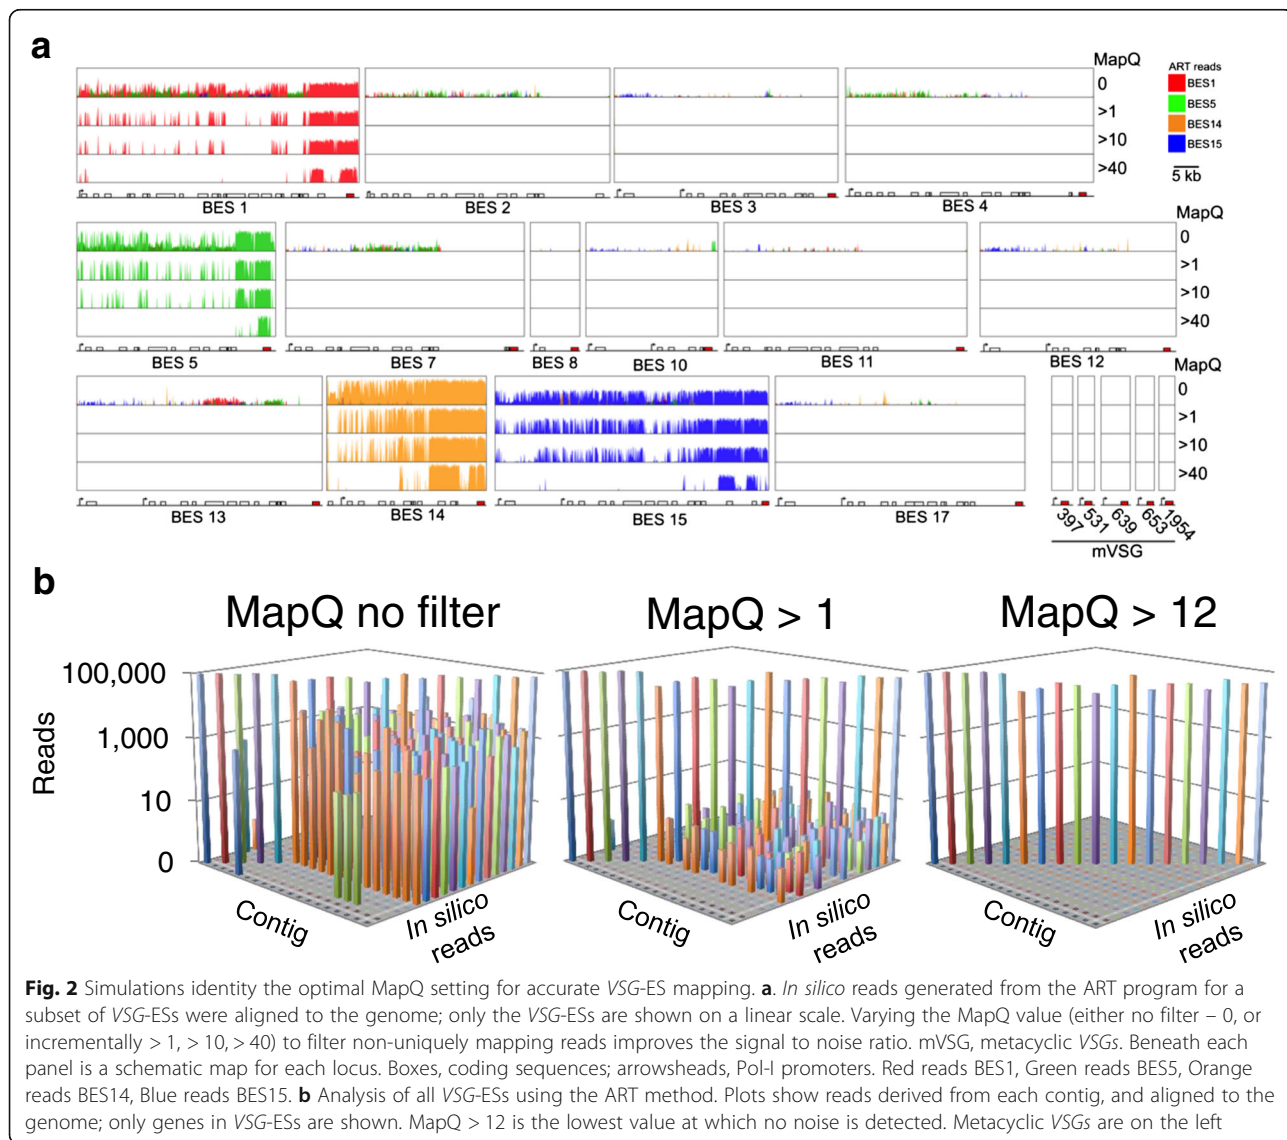 a
MapQ
0
>1
>10
>40
ART reads
BES1
BES5
BES14
BES15
5 kb
BES 1
BES 2
BES 3
BES 4
MapQ
0
>1
>10
>40
BES 5
BES 7
BES 8
BES 10
BES 11
BES 12
MapQ
0
>1
>10
>40
BES 13
BES 14
BES 15
BES 17
397
531
639
653
1954
mVSG
b
MapQ no filter
MapQ > 1
MapQ > 12
100,000
1,000
10
0
Reads
Contig
In silico
reads
Contig
In silico
reads
Contig
In silico
reads
Fig. 2 Simulations identity the optimal MapQ setting for accurate VSG-ES mapping. a. In silico reads generated from the ART program for a
subset of VSG-ESs were aligned to the genome; only the VSG-ESs are shown on a linear scale. Varying the MapQ value (either no filter – 0, or
incrementally > 1, > 10, > 40) to filter non-uniquely mapping reads improves the signal to noise ratio. mVSG, metacyclic VSGs. Beneath each
panel is a schematic map for each locus. Boxes, coding sequences; arrowsheads, Pol-I promoters. Red reads BES1, Green reads BES5, Orange
reads BES14, Blue reads BES15. b Analysis of all VSG-ESs using the ART method. Plots show reads derived from each contig, and aligned to the
genome; only genes in VSG-ESs are shown. MapQ > 12 is the lowest value at which no noise is detected. Metacyclic VSGs are on the left